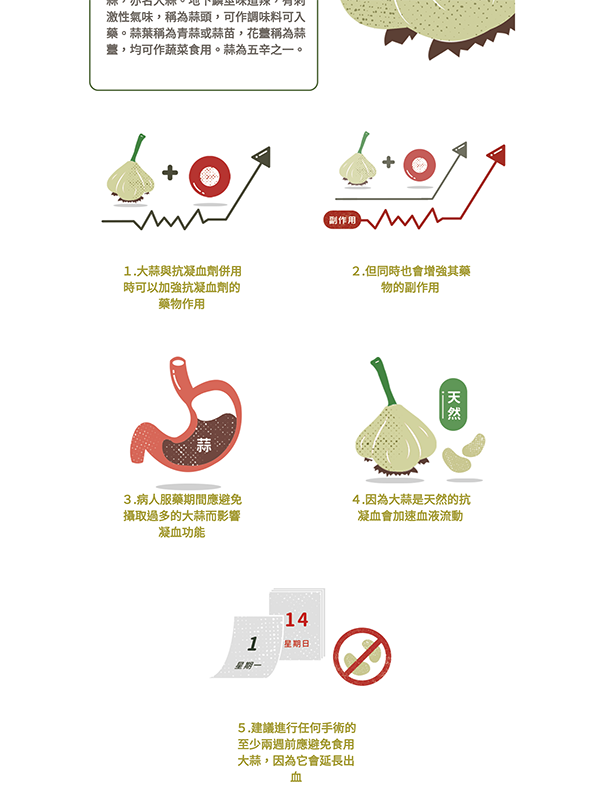 蒜，亦名大蒜。地下鱗莖味道辣，有刺
激性氣味，稱為蒜頭，可作調味料可入
藥。蒜葉稱為青蒜或蒜苗，花薹稱為蒜
薹，均可作蔬菜食用。蒜為五辛之一。
副作用
1.大蒜與抗凝血劑併用
時可以加強抗凝血劑的
藥物作用
2.但同時也會增強其藥
物的副作用
蒜
天然
3.病人服藥期間應避免
攝取過多的大蒜而影響
凝血功能
4.因為大蒜是天然的抗
凝血會加速血液流動
14
星期日
1
星期一
5.建議進行任何手術的
至少兩週前應避免食用
大蒜，因為它會延長出
血